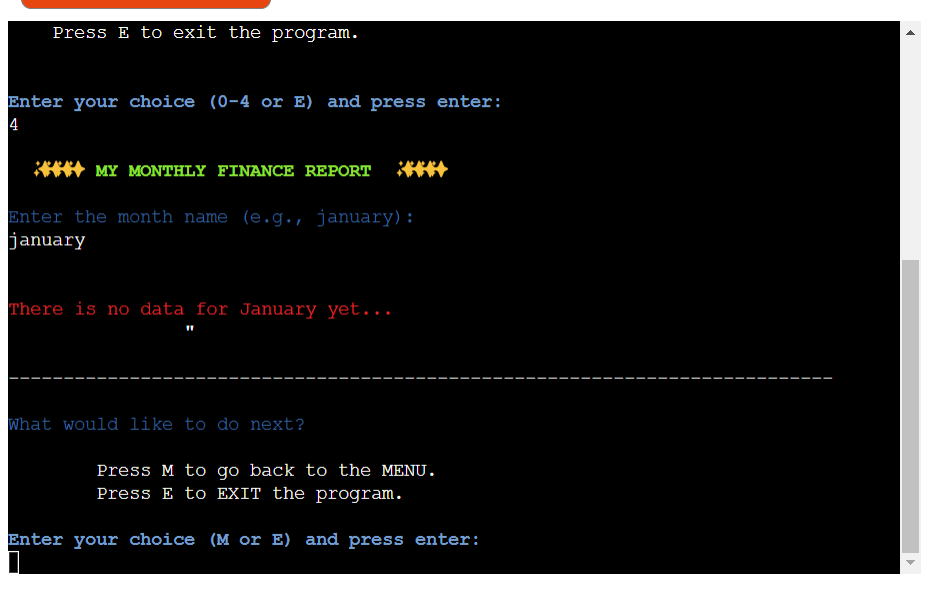 Press E to exit the program.
Enter your choice (0-4 or E) and press enter:
4
MY MONTHLY FINANCE REPORT
Enter the month name (e.g., january):
january
There is no data for January yet...
"
---------------------------------------------------------------------------
What would like to do next?
Press M to go back to the MENU.
Press E to EXIT the program.
Enter your choice (M or E) and press enter: